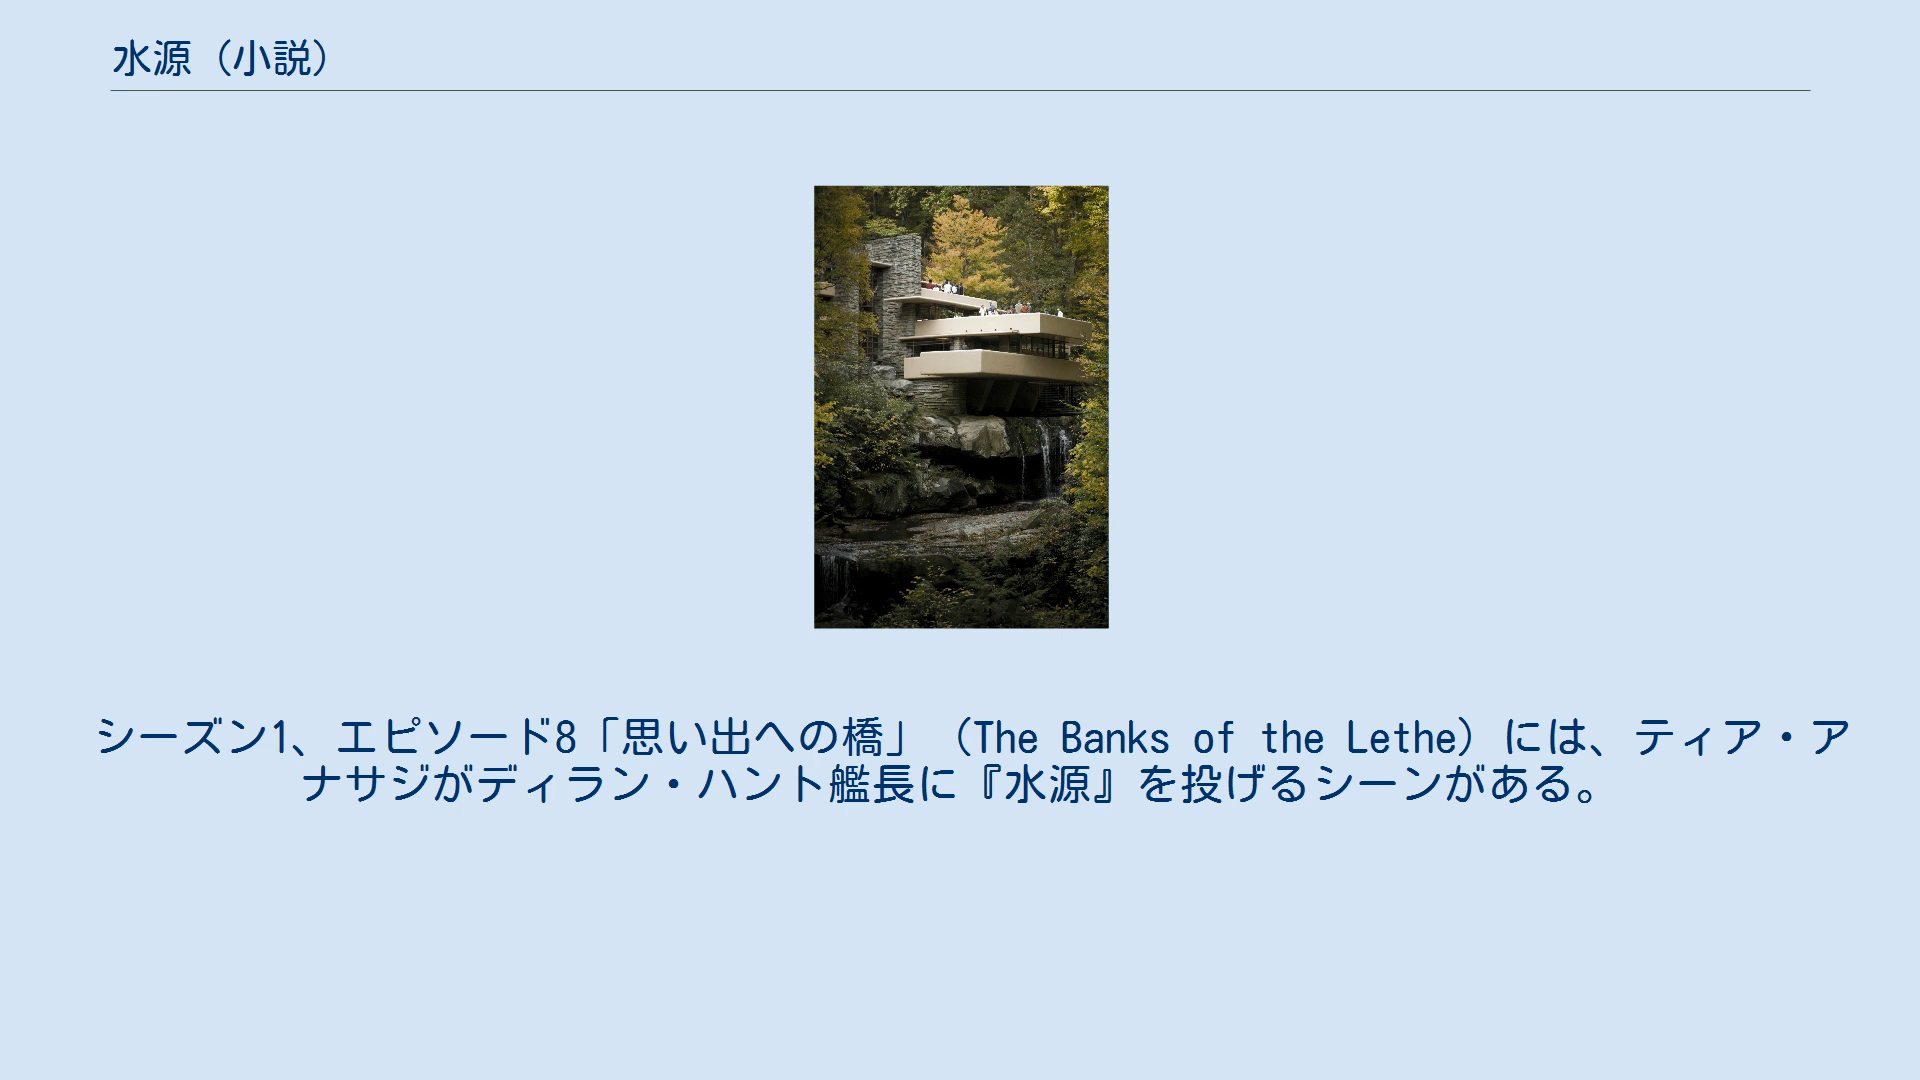 水源（小説）
シーズン1、エピソード8「思い出への橋」（The Banks of the Lethe）には、ティア・ア
ナサジがディラン・ハント艦長に『水源』を投げるシーンがある。